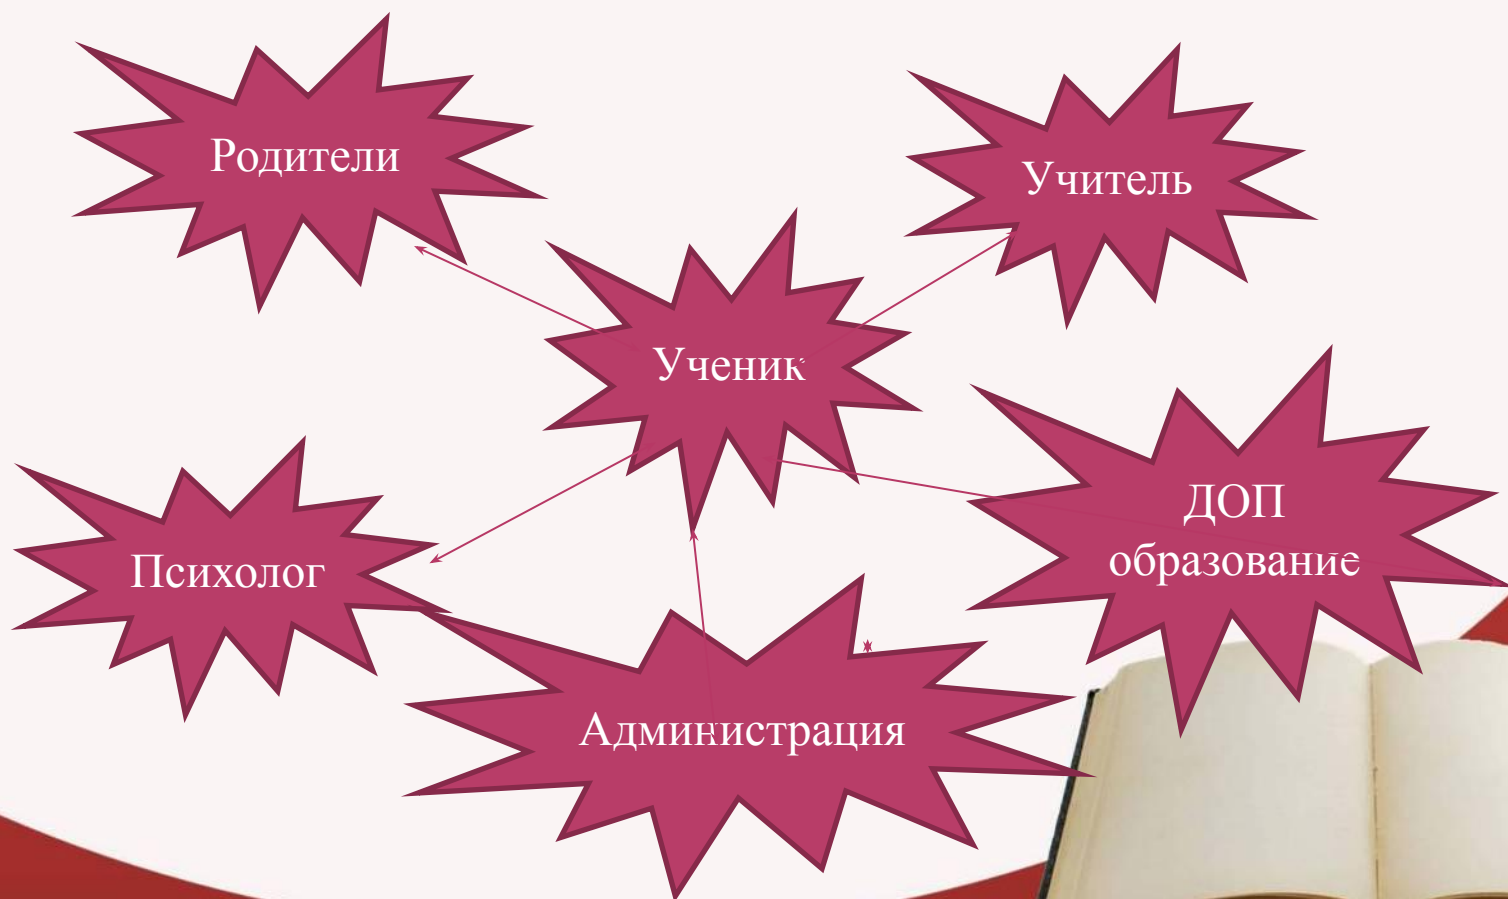 Родители
Учитель
Ученик
ДОП
образование
Психолог
Администрация